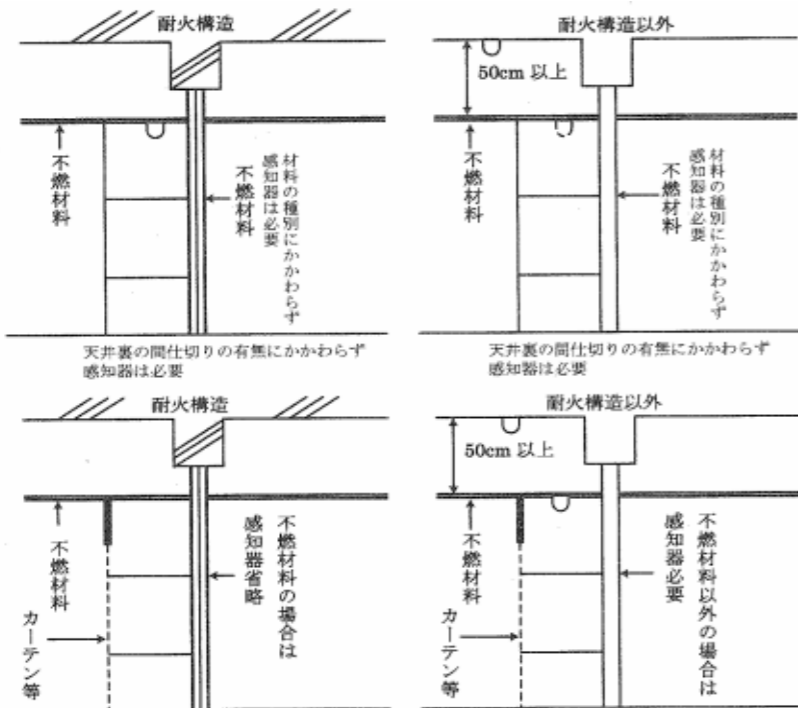 耐火構造
不燃材料
不燃材料
材料の種別にかかわらず
感知器は必要
天井裏の間仕切りの有無にかかわらず
感知器は必要
耐火構造以外
50cm 以上
不燃材料
不燃材料
材料の種別にかかわらず
感知器は必要
天井裏の間仕切りの有無にかかわらず
感知器は必要
耐火構造
不燃材料
カーテン等
不燃材料の場合は
感知器省略
耐火構造以外
50cm 以上
不燃材料
カーテン等
不燃材料以外の場合は
感知器必要